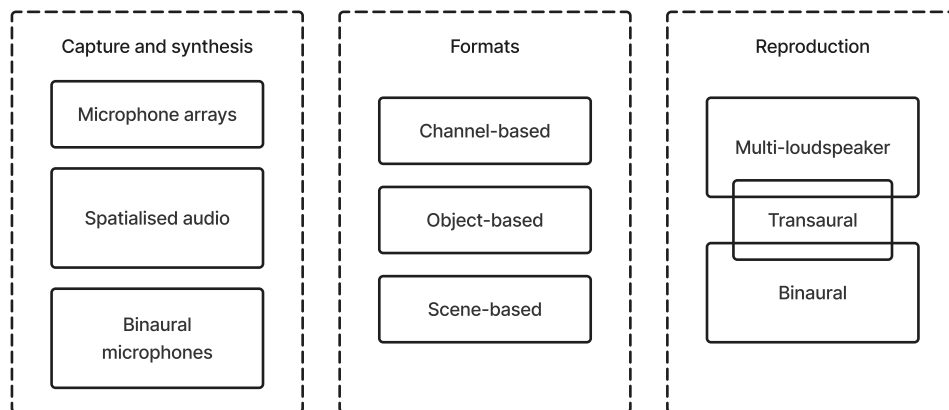 Capture and synthesis
Microphone arrays
Spatialised audio
Binaural
microphones
Formats
Channel-based
Object-based
Scene-based
Reproduction
Multi-loudspeaker
Transaural
Binaural